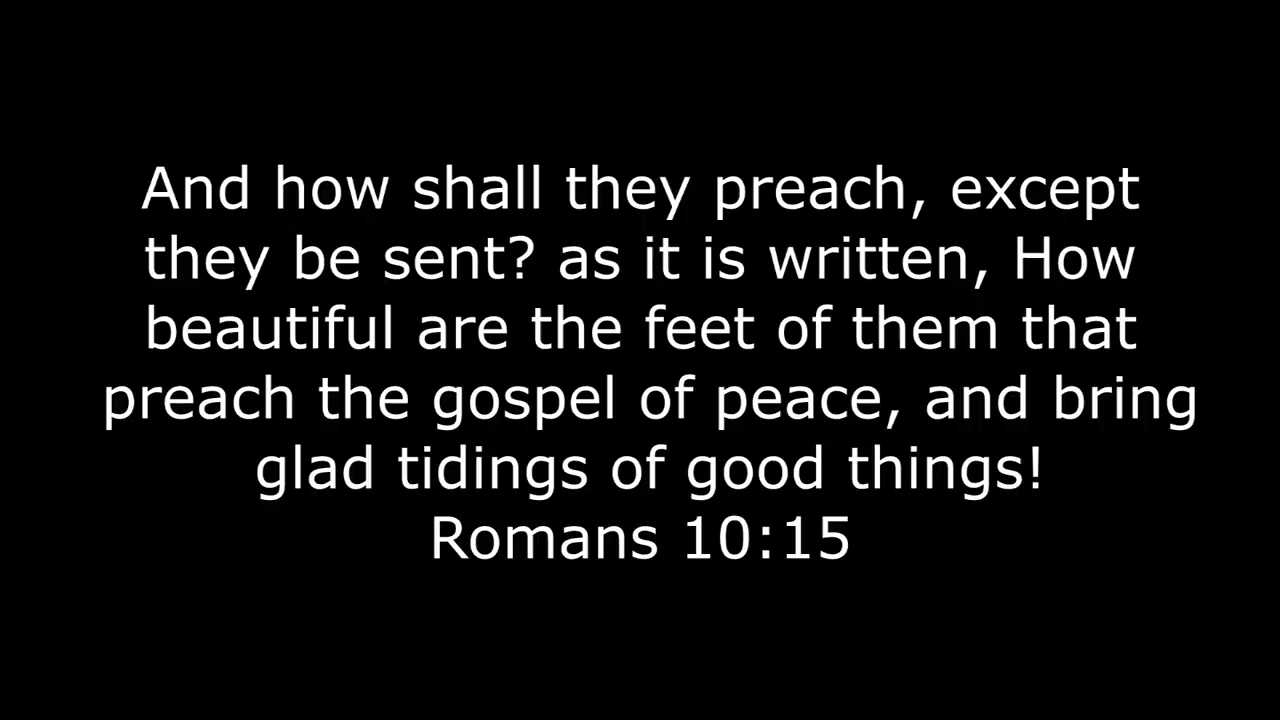 And how shall they preach, except
they be sent? as it is written, How
beautiful are the feet of them that
preach the gospel of peace, and bring
glad tidings of good things!
Romans 10:15